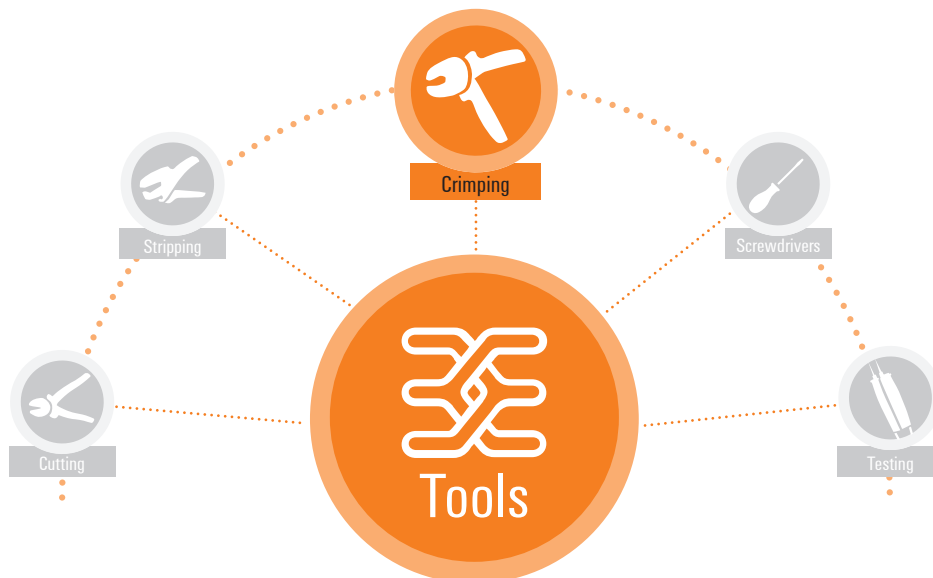 Crimping
Stripping
Screwdrivers
Cutting
Testing
Tools